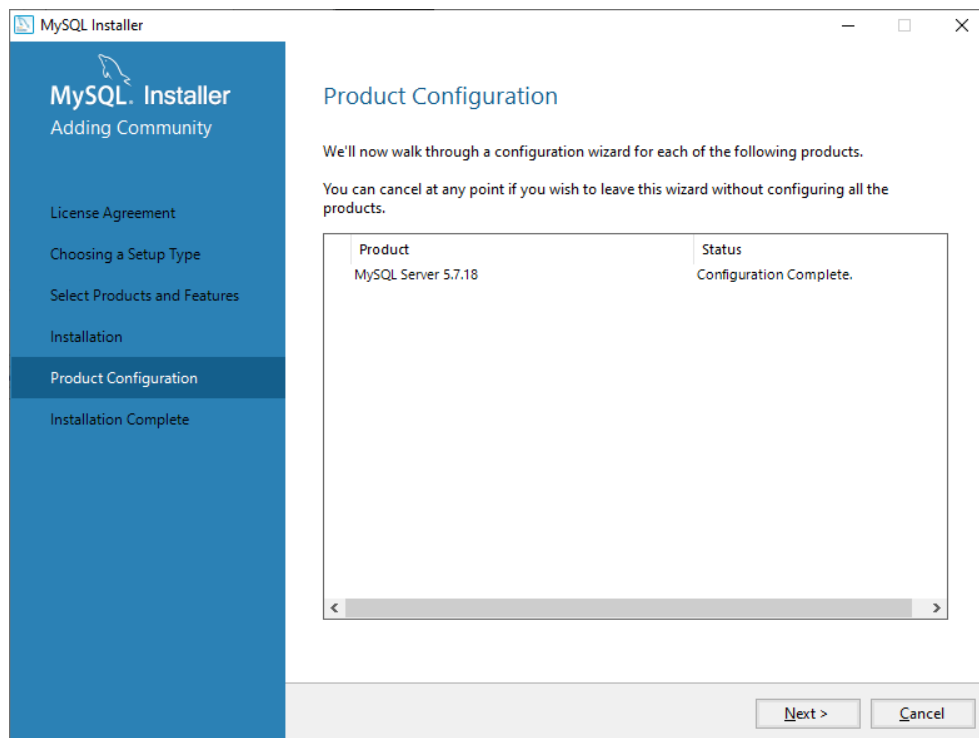 MySQL Installer
MySQL. Installer
Adding Community
License Agreement
Choosing a Setup Type
Select Products and Features
Installation
Product Configuration
Installation Complete
Product Configuration
We'll now walk through a configuration wizard for each of the following products.
You can cancel at any point if you wish to leave this wizard without configuring all the
products.
Product Status
MySQL Server 5.7.18 Configuration Complete.
Next > Cancel